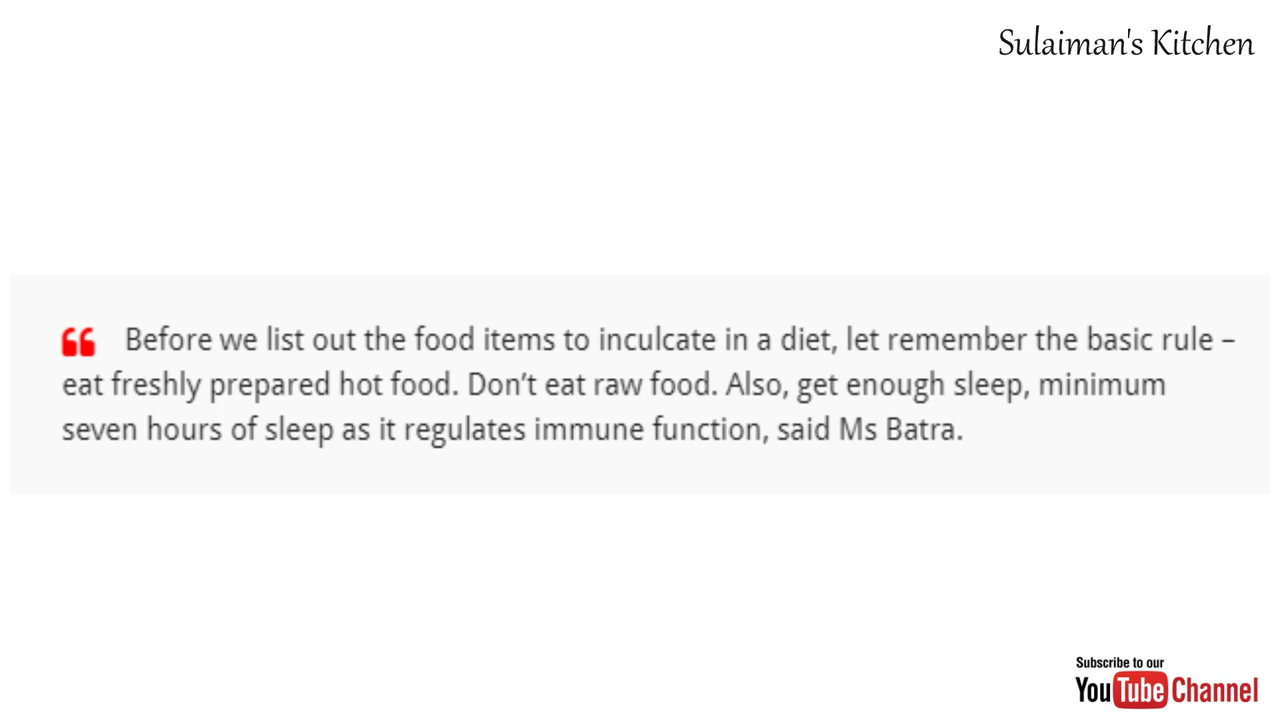 Sulaiman's Kitchen
Before we list out the food items to inculcate in a diet, let remember the basic rule –
eat freshly prepared hot food. Don’t eat raw food. Also, get enough sleep, minimum
seven hours of sleep as it regulates immune function, said Ms Batra.
Subscribe to our
YouTube Channel